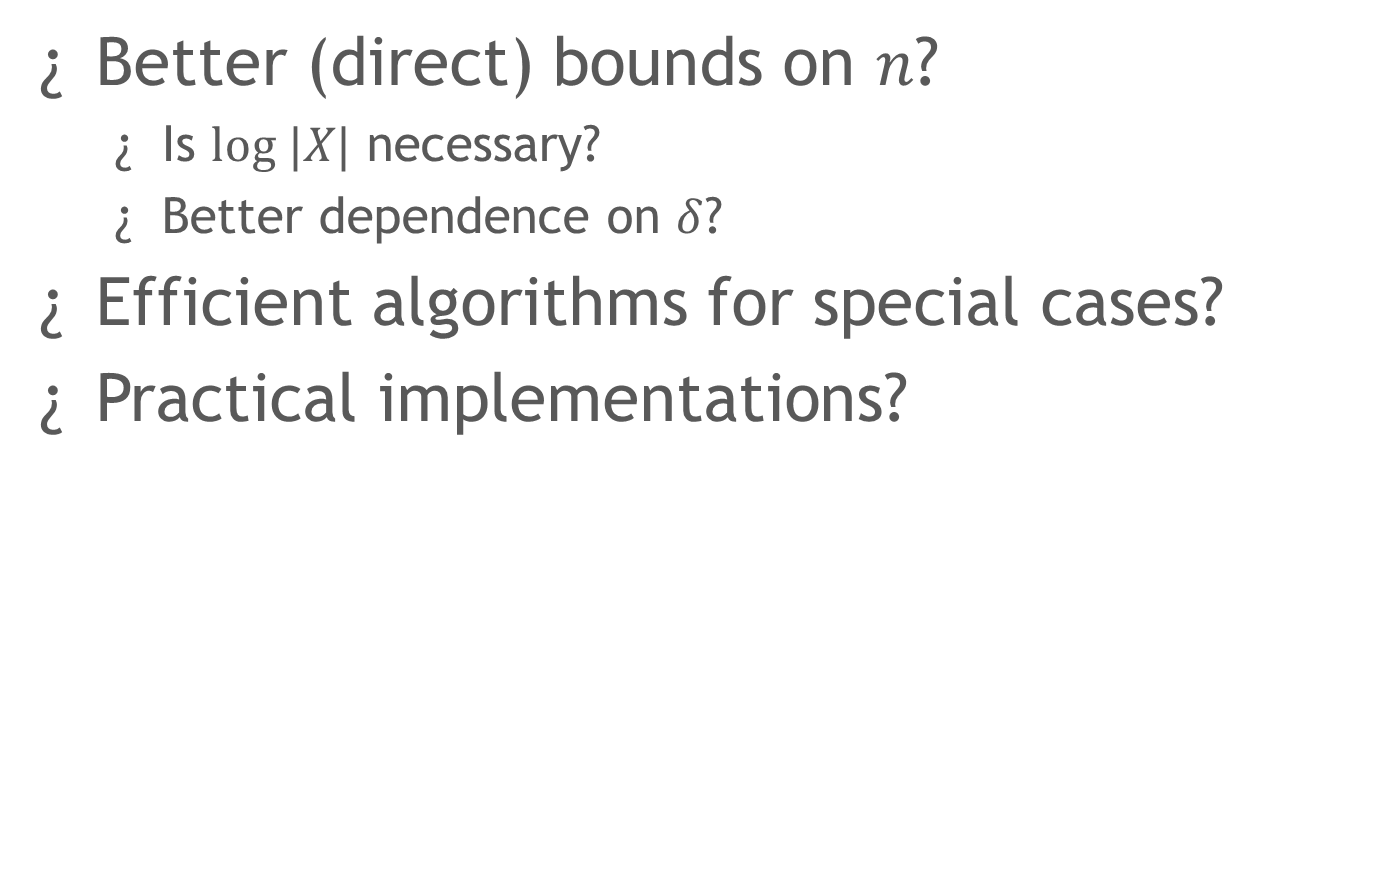 ¿ Better (direct) bounds on 𝑛?
¿ Is log |𝑋| necessary?
¿ Better dependence on 𝛿?
¿ Efficient algorithms for special cases?
¿ Practical implementations?